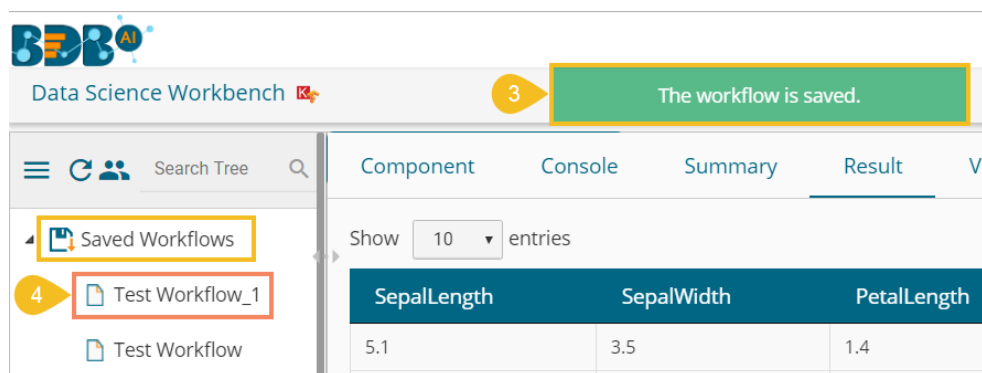 BDB AI
Data Science Workbench
3
The workflow is saved.
Search Tree
Component Console Summary Result V
Saved Workflows
Show 10 entries
4
Test Workflow_1
SepalLength SepalWidth PetalLength
Test Workflow
5.1 3.5 1.4